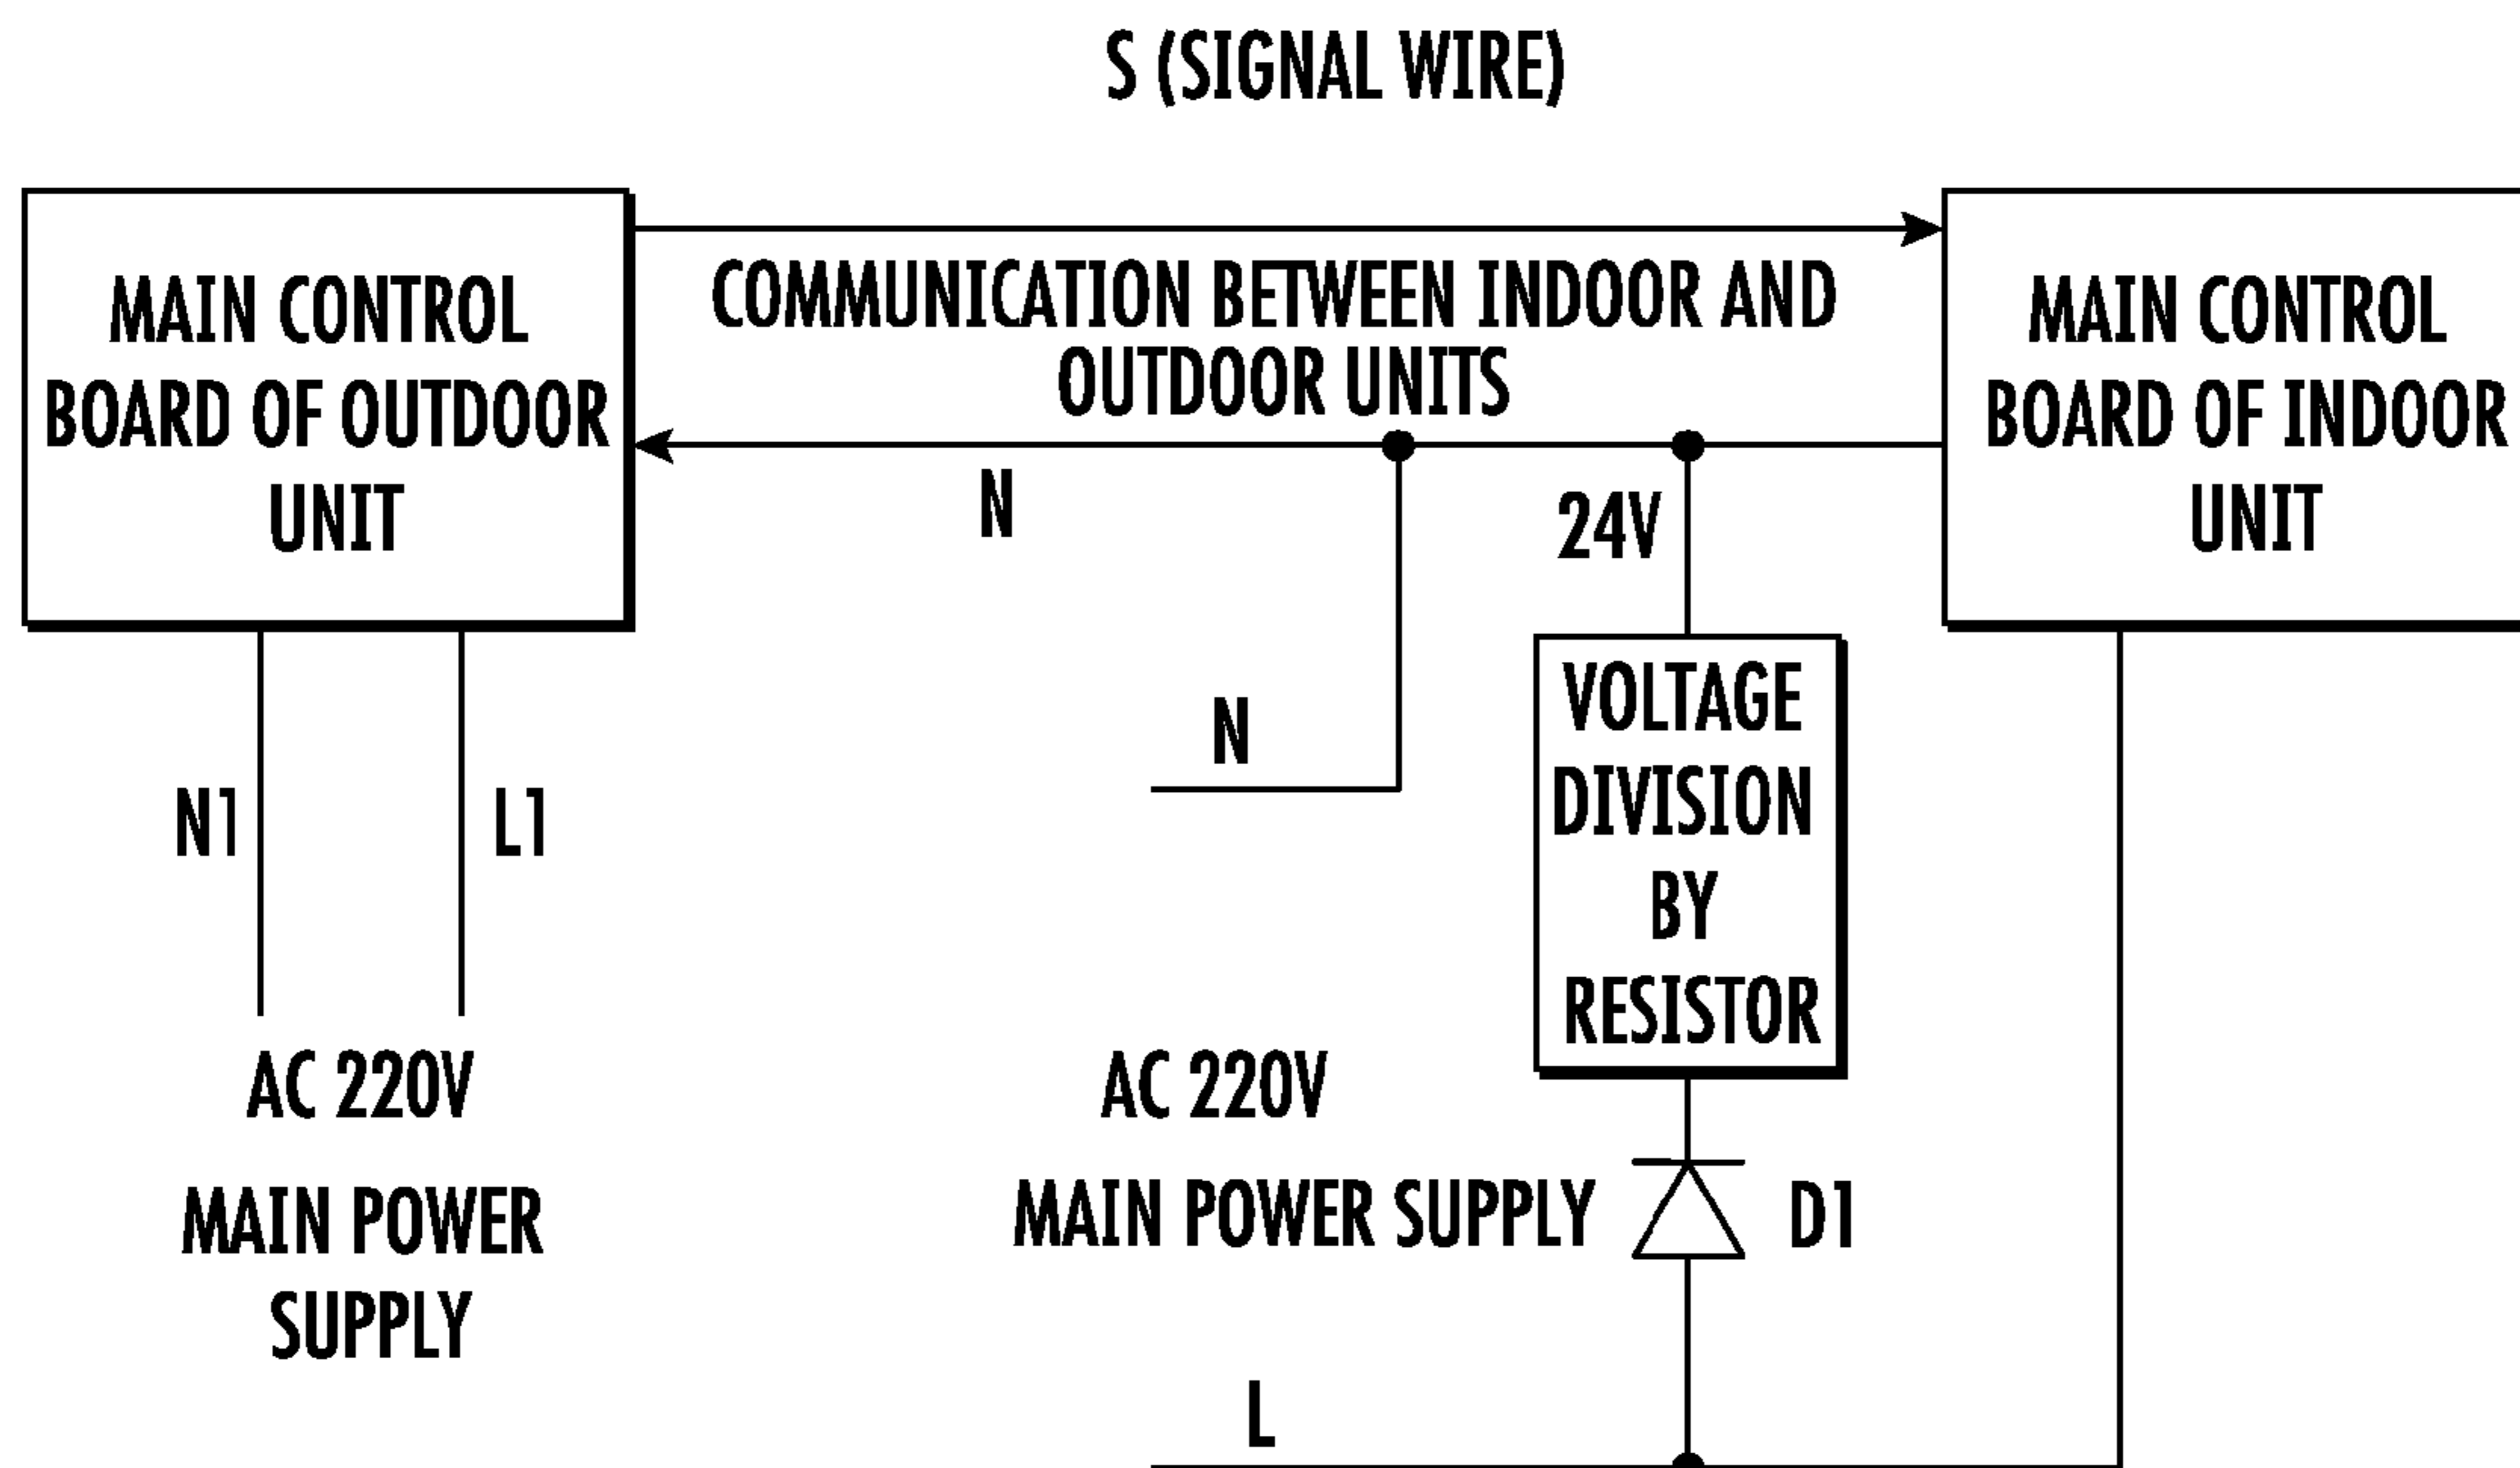 S (SIGNAL WIRE)
MAIN CONTROL
BOARD OF OUTDOOR
UNIT
COMMUNICATION BETWEEN INDOOR AND
OUTDOOR UNITS
MAIN CONTROL
BOARD OF INDOOR
UNIT
N
24V
N
VOLTAGE
DIVISION
BY
RESISTOR
N1
L1
AC 220V
MAIN POWER
SUPPLY
AC 220V
MAIN POWER SUPPLY
D1
L